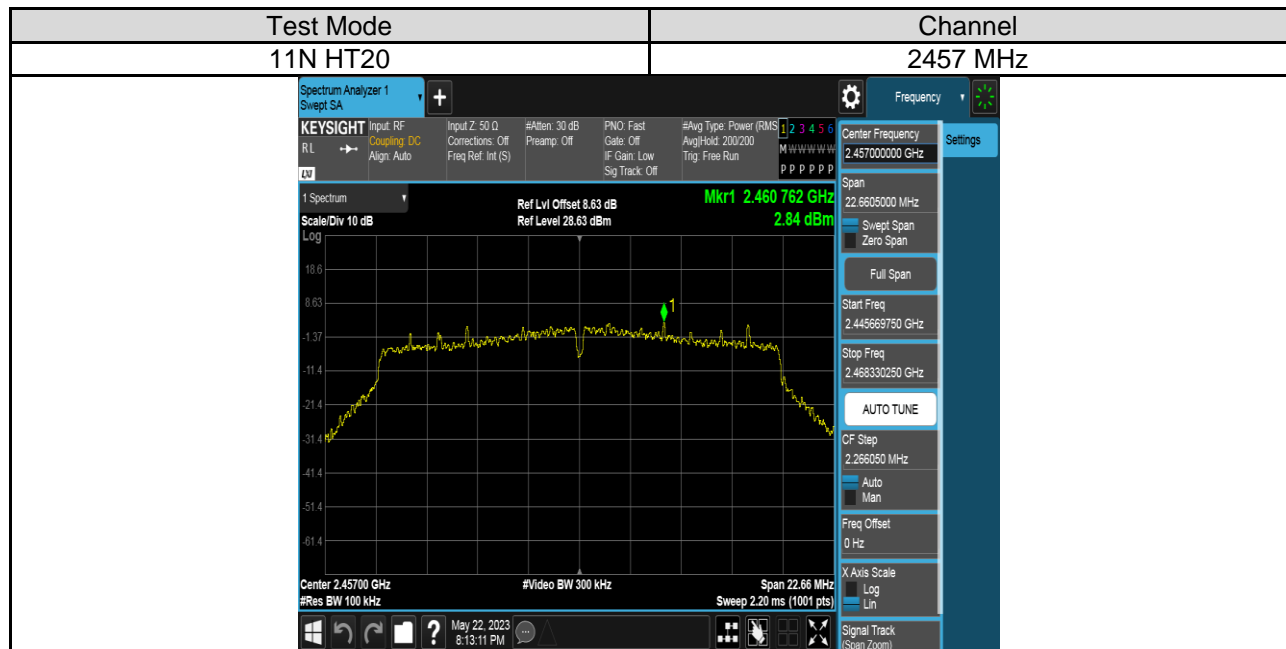 Test Mode Channel
11N HT20 2457 MHz
Spectrum Analyzer 1
Swept SA
+
Frequency
KEYSIGHT
RL
LXI
Input: RF
Coupling: DC
Align: Auto
Input Z: 50 Ω
Corrections: Off
Freq Ref: Int (S)
#Atten: 30 dB
Preamp: Off
PNO: Fast
Gate: Off
IF Gain: Low
Sig Track: Off
#Avg Type: Power (RMS
Avg|Hold: 200/200
Trig: Free Run
1 2 3 4 5 6
M W W W W W
P P P P P P
1 Spectrum
Scale/Div 10 dB
Log
Ref Lvl Offset 8.63 dB
Ref Level 28.63 dBm
Mkr1 2.460 762 GHz
2.84 dBm
18.6
8.63
-1.37
-11.4
-21.4
-31.4
-41.4
-51.4
-61.4
1
Center 2.45700 GHz
#Res BW 100 kHz
#Video BW 300 kHz
Span 22.66 MHz
Sweep 2.20 ms (1001 pts)
?
May 22, 2023
8:13:11 PM
Settings
Center Frequency
2.457000000 GHz
Span
22.6605000 MHz
Swept Span
Zero Span
Full Span
Start Freq
2.445669750 GHz
Stop Freq
2.468330250 GHz
AUTO TUNE
CF Step
2.266050 MHz
Auto
Man
Freq Offset
0 Hz
X Axis Scale
Log
Lin
Signal Track
(Span Zoom)